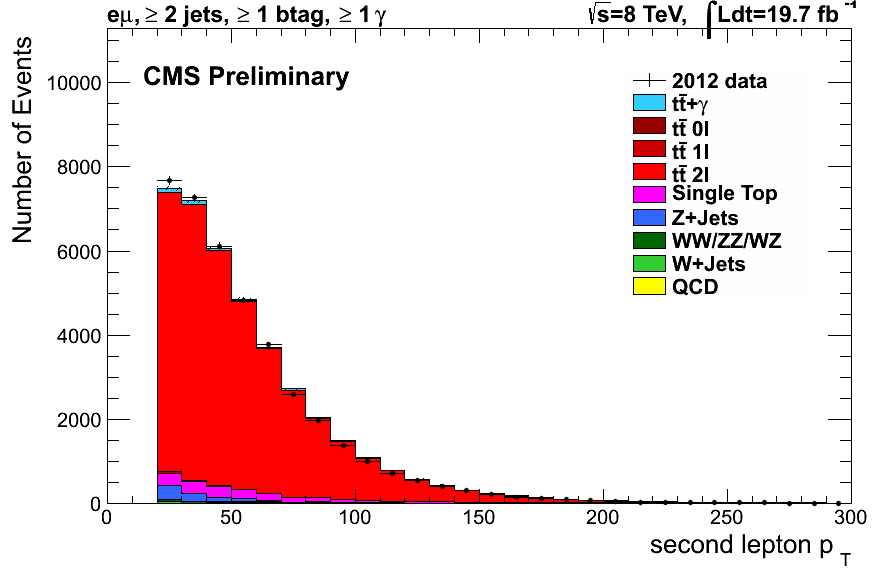 eμ, ≥ 2 jets, ≥ 1 btag, ≥ 1 γ
√s=8 TeV, ∫Ldt=19.7 fb⁻¹
CMS Preliminary
2012 data
tt̄+γ
tt̄ 0l
tt̄ 1l
tt̄ 2l
Single Top
Z+Jets
WW/ZZ/WZ
W+Jets
QCD
Number of Events
10000
8000
6000
4000
2000
0
0 50 100 150 200 250 300
second lepton p_T